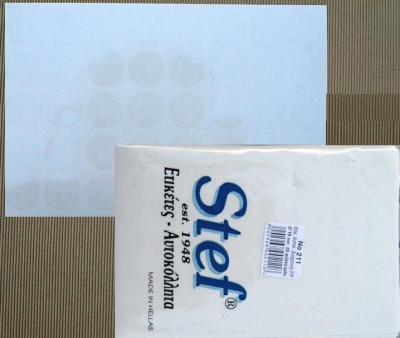 Stef®
est. 1948
Ετικέτες - Αυτοκόλλητα
MADE IN HELLAS
No 211